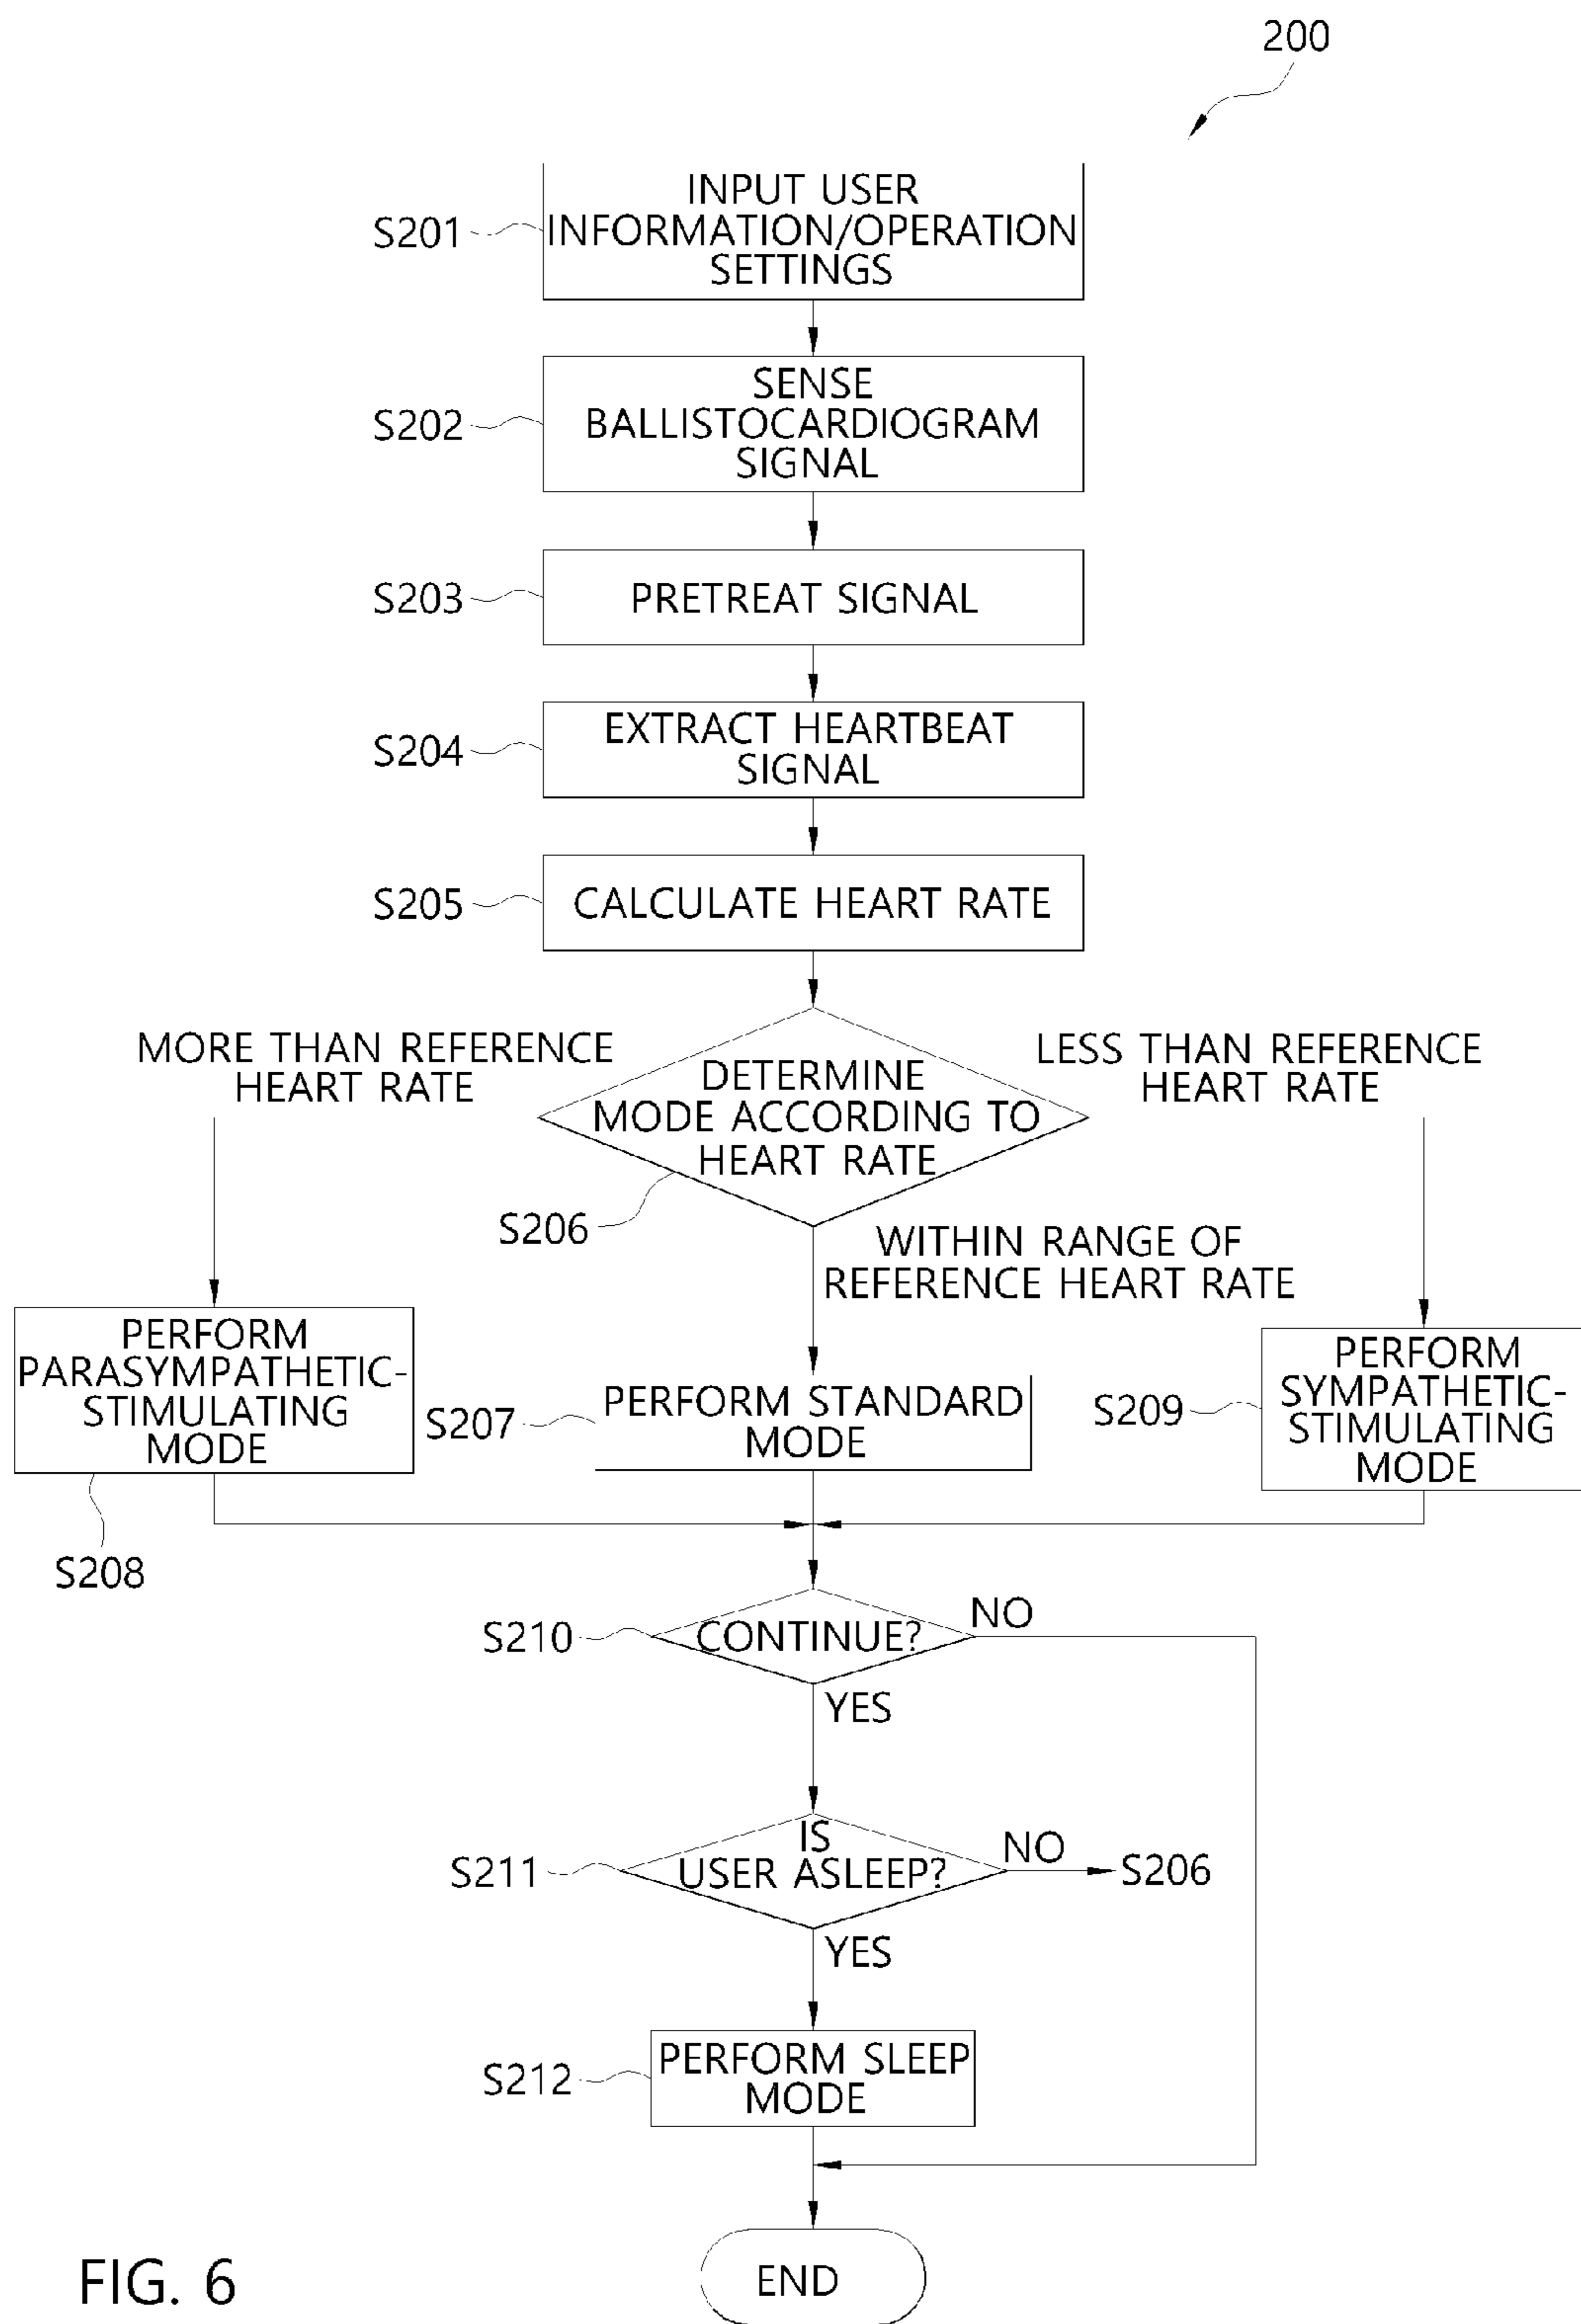 200
INPUT USER
INFORMATION/OPERATION
SETTINGS
S201
SENSE
BALLISTOCARDIOGRAM
SIGNAL
S202
PRETREAT SIGNAL
S203
EXTRACT HEARTBEAT
SIGNAL
S204
CALCULATE HEART RATE
S205
MORE THAN REFERENCE
HEART RATE
DETERMINE
MODE ACCORDING TO
HEART RATE
S206
LESS THAN REFERENCE
HEART RATE
WITHIN RANGE OF
REFERENCE HEART RATE
PERFORM
PARASYMPATHETIC-
STIMULATING
MODE
S208
S207
PERFORM STANDARD
MODE
S209
PERFORM
SYMPATHETIC-
STIMULATING
MODE
S210
CONTINUE?
NO
YES
S211
IS
USER ASLEEP?
NO
S206
YES
S212
PERFORM SLEEP
MODE
END
FIG. 6